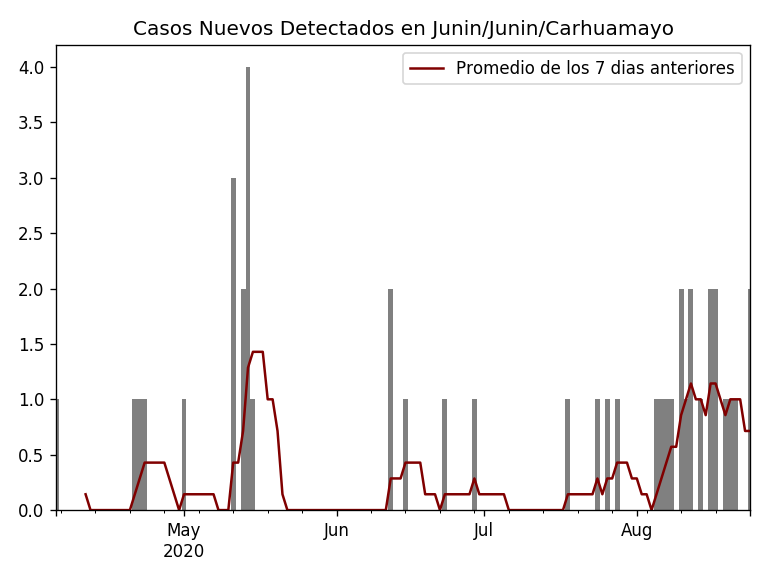 Casos Nuevos Detectados en Junin/Junin/Carhuamayo
Promedio de los 7 dias anteriores
4.0
3.5
3.0
2.5
2.0
1.5
1.0
0.5
0.0
May
2020
Jun
Jul
Aug